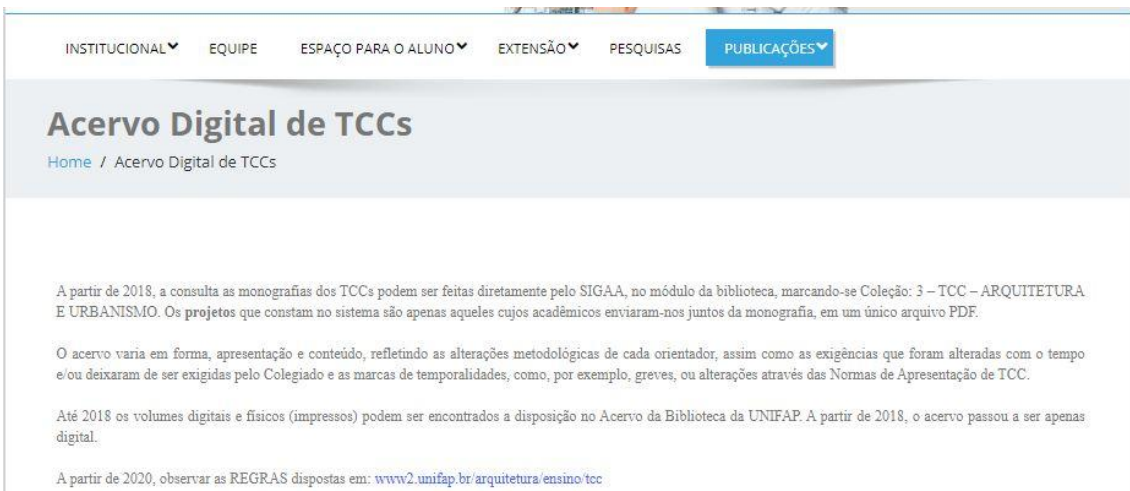 INSTITUCIONAL EQUIPE ESPAÇO PARA O ALUNO EXTENSÃO PESQUISAS PUBLICAÇÕES
Acervo Digital de TCCs
Home / Acervo Digital de TCCs
A partir de 2018, a consulta as monografias dos TCCs podem ser feitas diretamente pelo SIGAA, no módulo da biblioteca, marcando-se Coleção: 3 – TCC – ARQUITETURA
E URBANISMO. Os projetos que constam no sistema são apenas aqueles cujos acadêmicos enviaram-nos juntos da monografia, em um único arquivo PDF.
O acervo varia em forma, apresentação e conteúdo, refletindo as alterações metodológicas de cada orientador, assim como as exigências que foram alteradas com o tempo
e/ou deixaram de ser exigidas pelo Colegiado e as marcas de temporalidades, como, por exemplo, greves, ou alterações através das Normas de Apresentação de TCC.
Até 2018 os volumes digitais e físicos (impressos) podem ser encontrados a disposição no Acervo da Biblioteca da UNIFAP. A partir de 2018, o acervo passou a ser apenas
digital.
A partir de 2020, observar as REGRAS dispostas em: www2.unifap.br/arquitetura/ensino/tcc